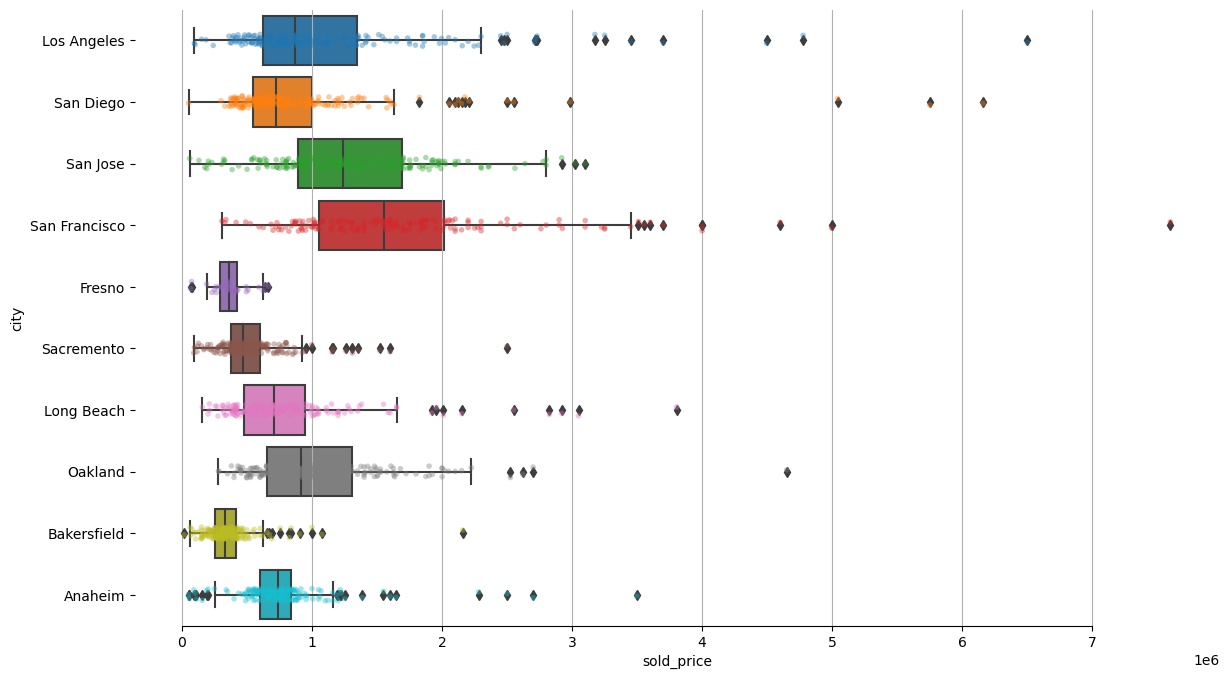 Los Angeles
San Diego
San Jose
San Francisco
Fresno
Sacremento
Long Beach
Oakland
Bakersfield
Anaheim
city
0 1 2 3 4 5 6 7
sold_price
1e6